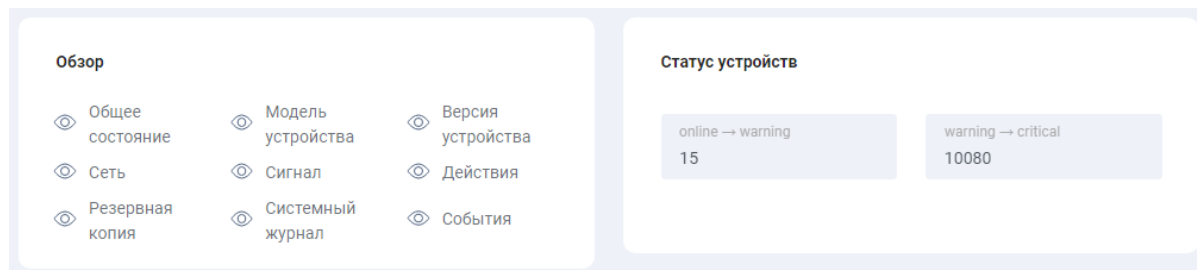 Обзор
Общее
состояние
Модель
устройства
Версия
устройства
Сеть
Сигнал
Действия
Резервная
копия
Системный
журнал
События
Статус устройств
online → warning
15
warning → critical
10080